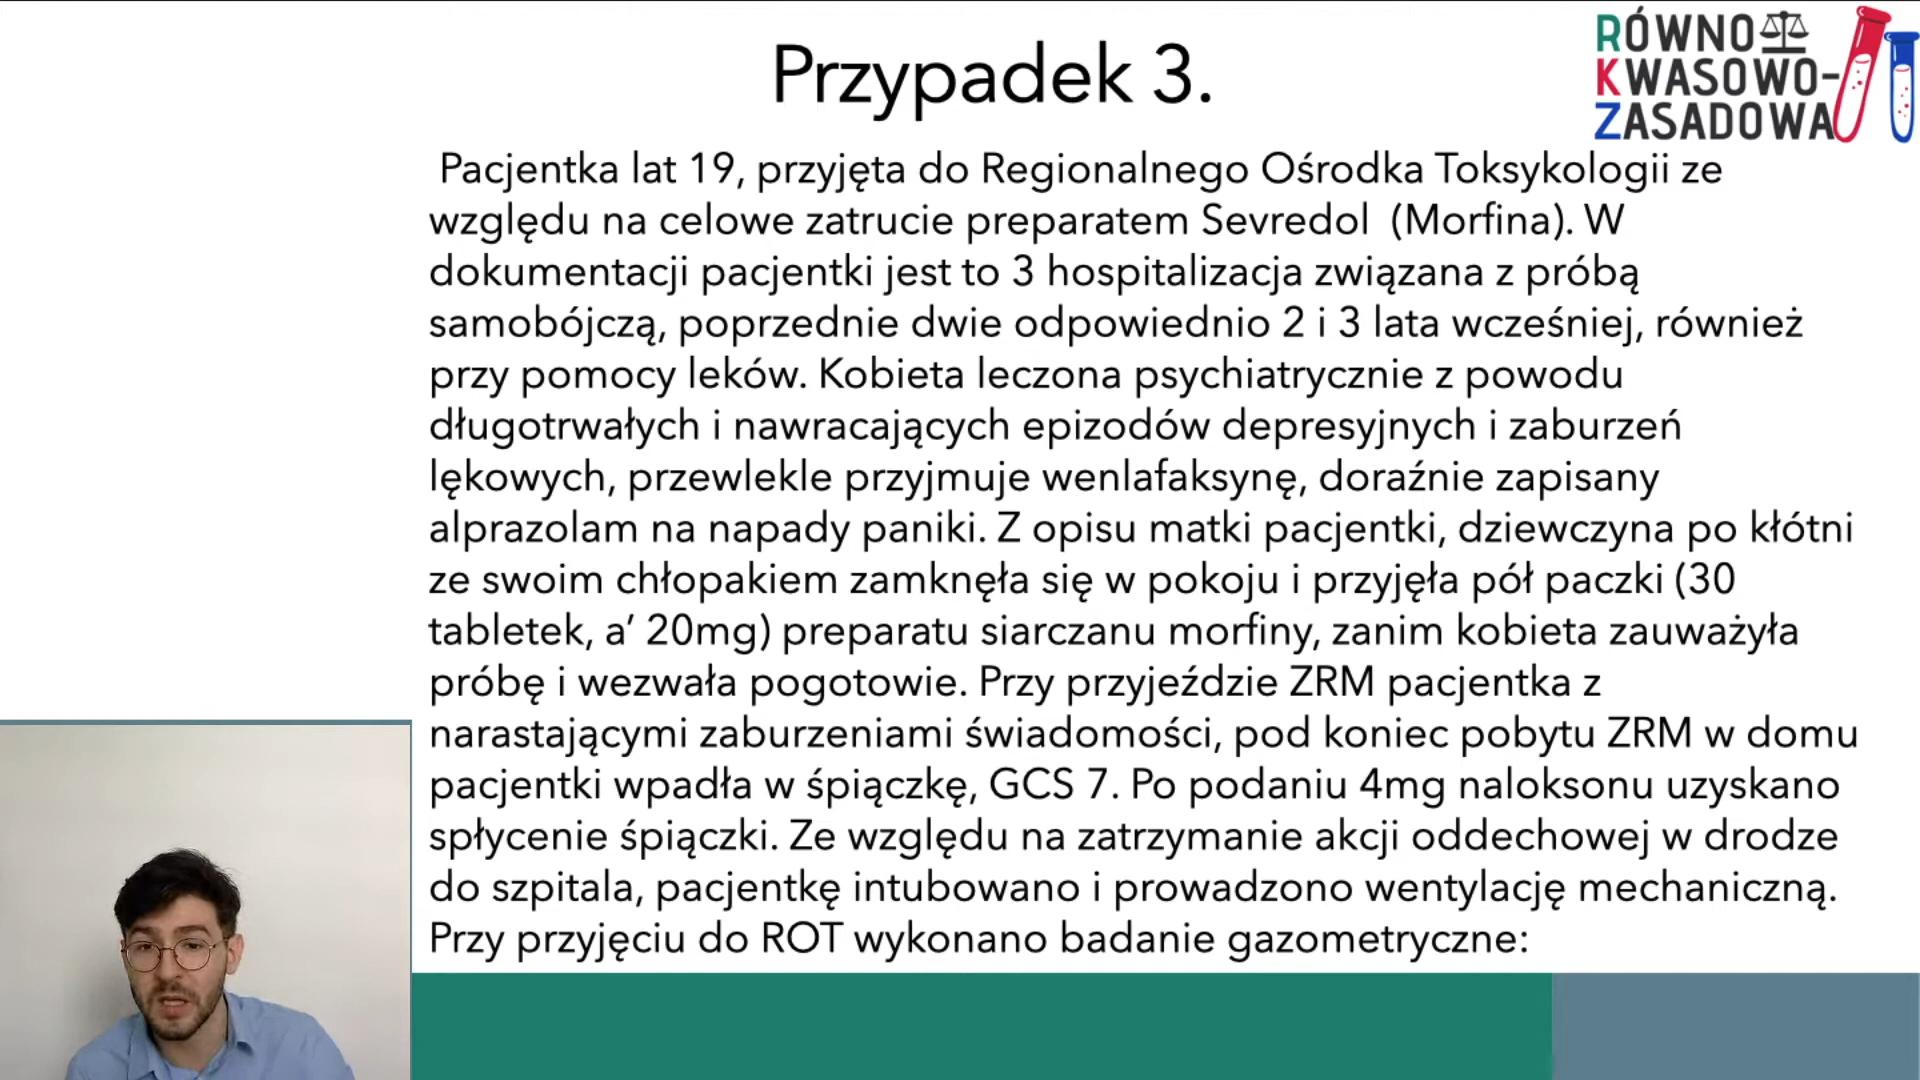 Przypadek 3.
RÓWNO
KWASOWO-
ZASADOWA
Pacjentka lat 19, przyjęta do Regionalnego Ośrodka Toksykologii ze
względu na celowe zatrucie preparatem Sevredol (Morfina). W
dokumentacji pacjentki jest to 3 hospitalizacja związana z próbą
samobójczą, poprzednie dwie odpowiednio 2 i 3 lata wcześniej, również
przy pomocy leków. Kobieta leczona psychiatrycznie z powodu
długotrwałych i nawracających epizodów depresyjnych i zaburzeń
lękowych, przewlekle przyjmuje wenlafaksynę, doraźnie zapisany
alprazolam na napady paniki. Z opisu matki pacjentki, dziewczyna po kłótni
ze swoim chłopakiem zamknęła się w pokoju i przyjęła pół paczki (30
tabletek, a’ 20mg) preparatu siarczanu morfiny, zanim kobieta zauważyła
próbę i wezwała pogotowie. Przy przyjeździe ZRM pacjentka z
narastającymi zaburzeniami świadomości, pod koniec pobytu ZRM w domu
pacjentki wpadła w śpiączkę, GCS 7. Po podaniu 4mg naloksonu uzyskano
spłycenie śpiączki. Ze względu na zatrzymanie akcji oddechowej w drodze
do szpitala, pacjentkę intubowano i prowadzono wentylację mechaniczną.
Przy przyjęciu do ROT wykonano badanie gazometryczne: